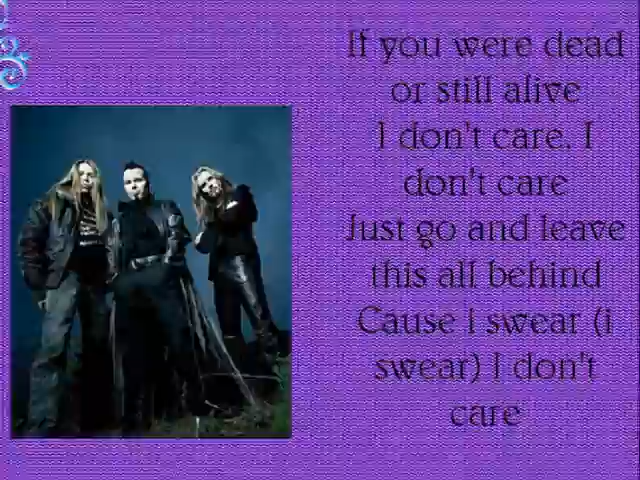 If you were dead
or still alive
I don't care. I
don't care
Just go and leave
this all behind
Cause I swear (i
swear) I don't
care